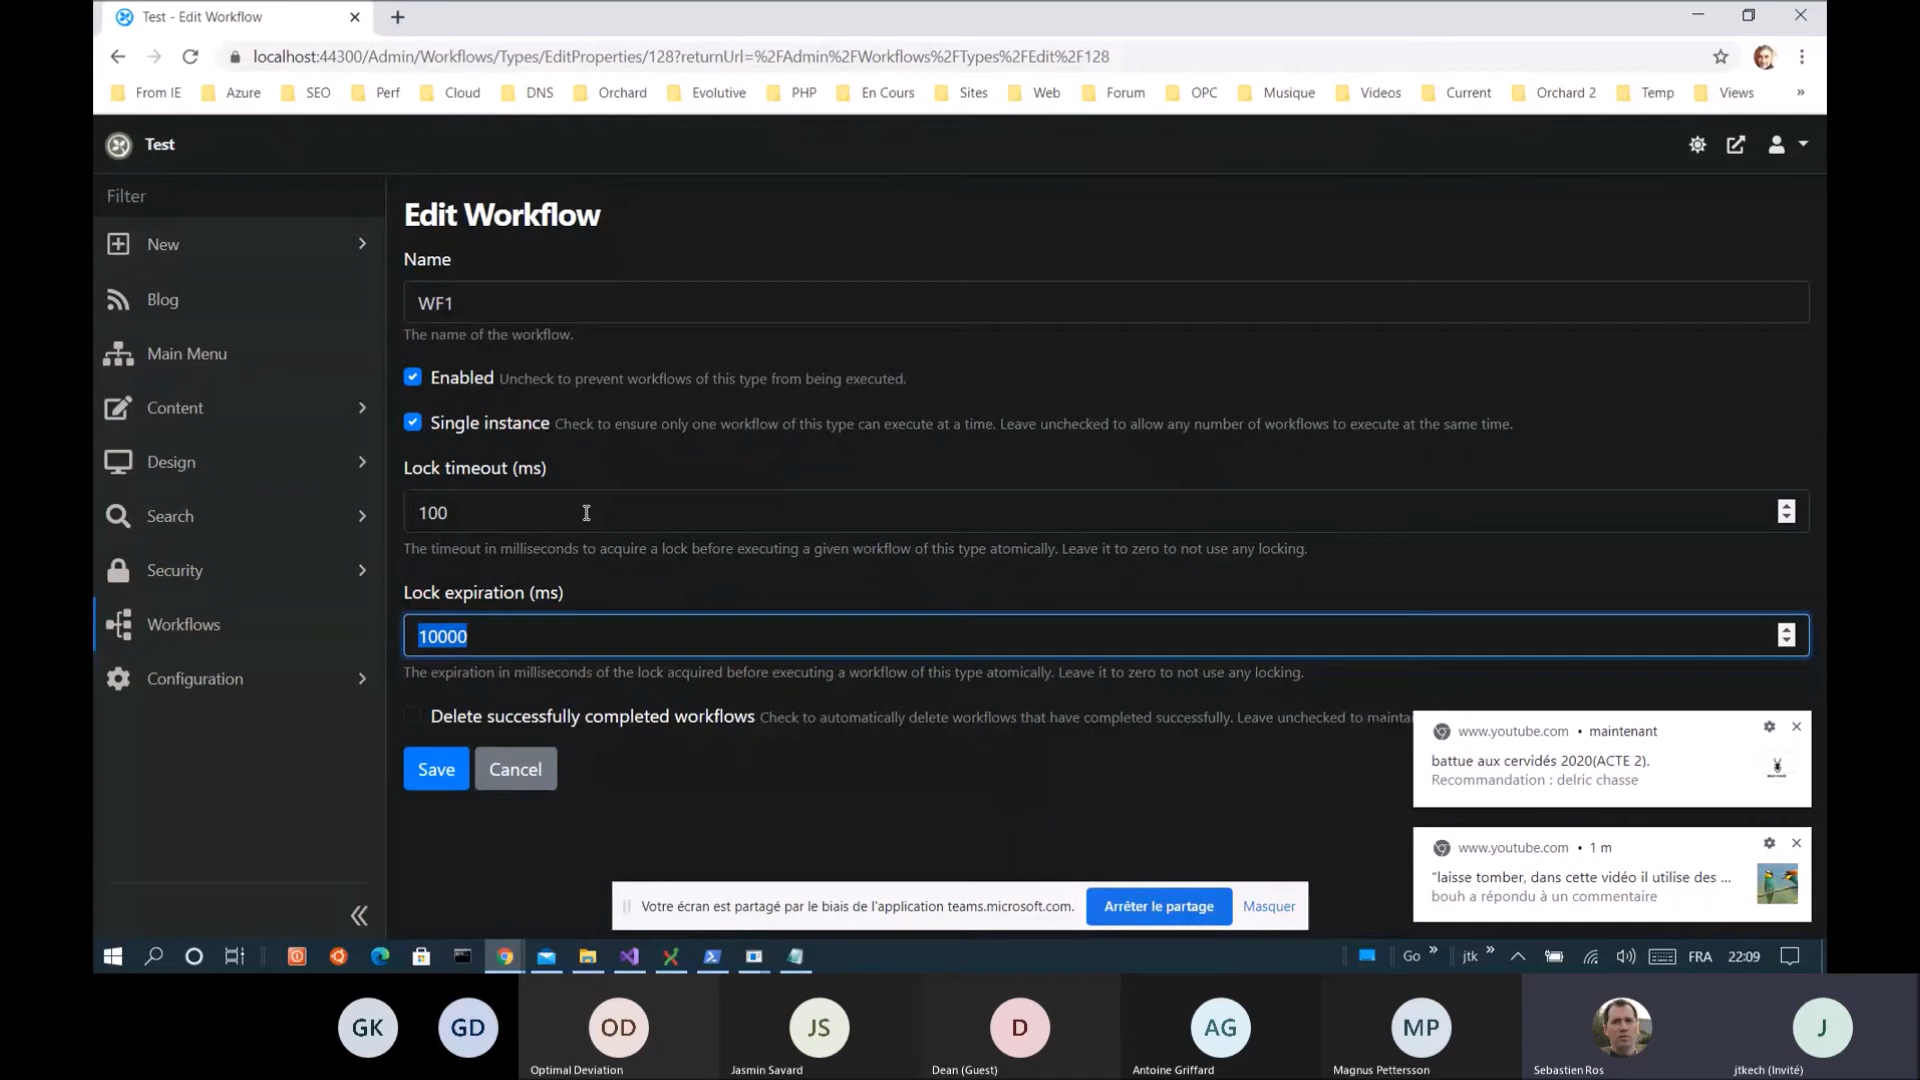 Test - Edit Workflow
localhost:44300/Admin/Workflows/Types/EditProperties/128?returnUrl=%2FAdmin%2FWorkflows%2FTypes%2FEdit%2F128
From IE Azure SEO Perf Cloud DNS Orchard Evolutive PHP En Cours Sites Web Forum OPC Musique Videos Current Orchard 2 Temp Views »
Test
Filter
New
Blog
Main Menu
Content
Design
Search
Security
Workflows
Configuration
Edit Workflow
Name
WF1
The name of the workflow.
Enabled Uncheck to prevent workflows of this type from being executed.
Single instance Check to ensure only one workflow of this type can execute at a time. Leave unchecked to allow any number of workflows to execute at the same time.
Lock timeout (ms)
100
The timeout in milliseconds to acquire a lock before executing a given workflow of this type atomically. Leave it to zero to not use any locking.
Lock expiration (ms)
10000
The expiration in milliseconds of the lock acquired before executing a workflow of this type atomically. Leave it to zero to not use any locking.
Delete successfully completed workflows Check to automatically delete workflows that have completed successfully. Leave unchecked to maintai
Save Cancel
www.youtube.com • maintenant
battue aux cervidés 2020(ACTE 2).
Recommandation : delric chasse
www.youtube.com • 1 m
"laisse tomber, dans cette vidéo il utilise des ...
bouh a répondu à un commentaire
Votre écran est partagé par le biais de l'application teams.microsoft.com. Arrêter le partage Masquer
Go » jtk » FRA 22:09
GK GD OD JS D AG MP J
Optimal Deviation Jasmin Savard Dean (Guest) Antoine Griffard Magnus Pettersson Sebastien Ros jtkech (Invité)